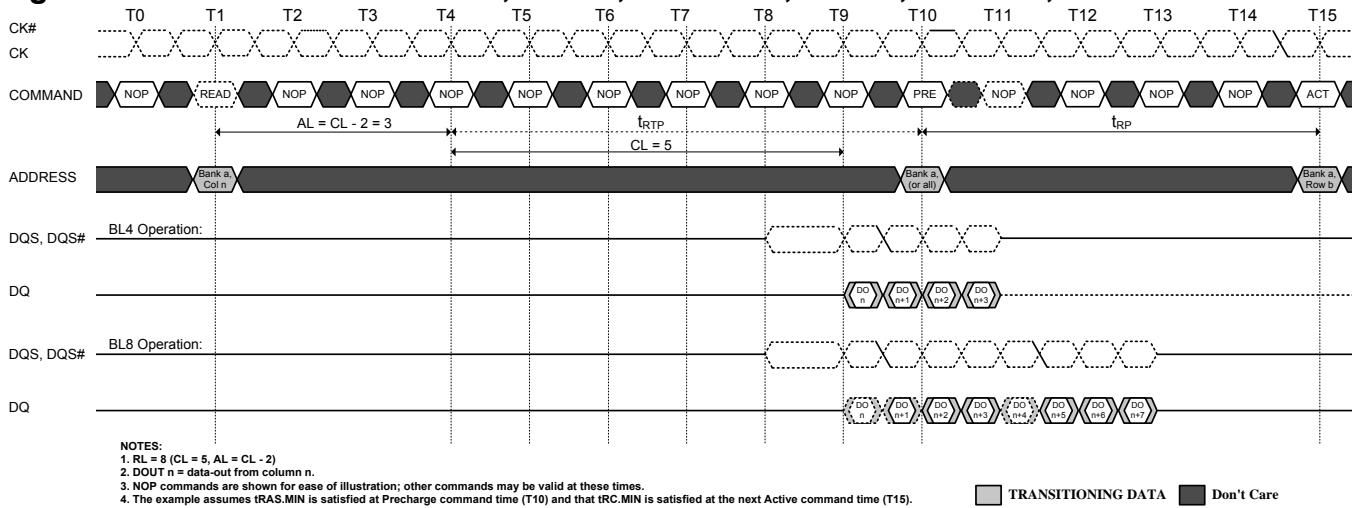 T0 T1 T2 T3 T4 T5 T6 T7 T8 T9 T10 T11 T12 T13 T14 T15
CK#
CK
COMMAND NOP READ NOP NOP NOP NOP NOP NOP NOP NOP PRE NOP NOP NOP NOP ACT
AL = CL - 2 = 3 tRTP tRP
CL = 5
ADDRESS Bank a, Col n Bank a, (or all) Bank a, Row b
BL4 Operation:
DQS, DQS#
DQ DO n DO n+1 DO n+2 DO n+3
BL8 Operation:
DQS, DQS#
DQ DO n DO n+1 DO n+2 DO n+3 DO n+4 DO n+5 DO n+6 DO n+7
NOTES:
1. RL = 8 (CL = 5, AL = CL - 2)
2. DOUT n = data-out from column n.
3. NOP commands are shown for ease of illustration; other commands may be valid at these times.
4. The example assumes tRAS.MIN is satisfied at Precharge command time (T10) and that tRC.MIN is satisfied at the next Active command time (T15).
TRANSITIONING DATA Don't Care